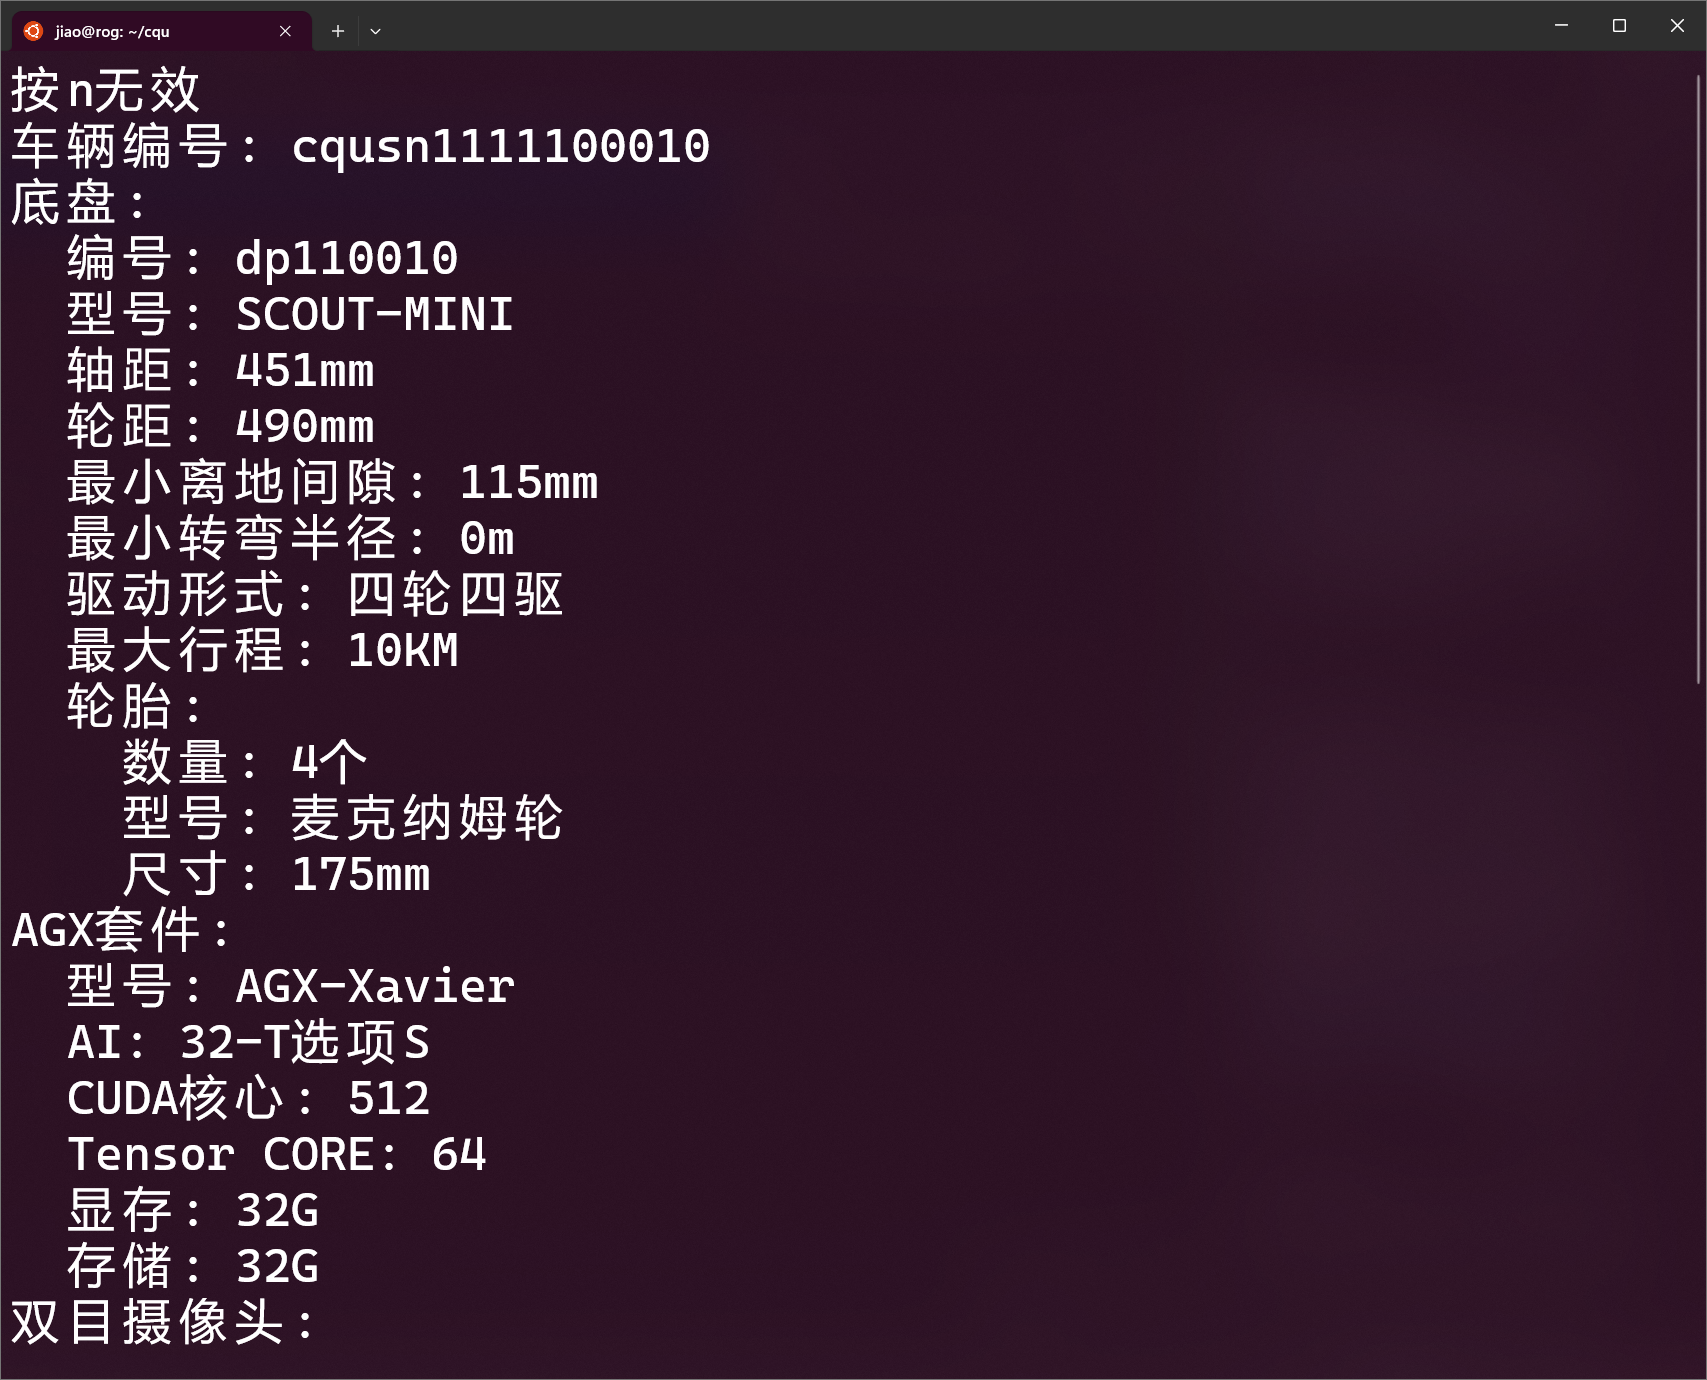 jiao@rog: ~/cqu
按n无效
车辆编号: cqusn1111100010
底盘:
  编号: dp110010
  型号: SCOUT-MINI
  轴距: 451mm
  轮距: 490mm
  最小离地间隙: 115mm
  最小转弯半径: 0m
  驱动形式: 四轮四驱
  最大行程: 10KM
  轮胎:
    数量: 4个
    型号: 麦克纳姆轮
    尺寸: 175mm
AGX套件:
  型号: AGX-Xavier
  AI: 32-T选项S
  CUDA核心: 512
  Tensor CORE: 64
  显存: 32G
  存储: 32G
双目摄像头: